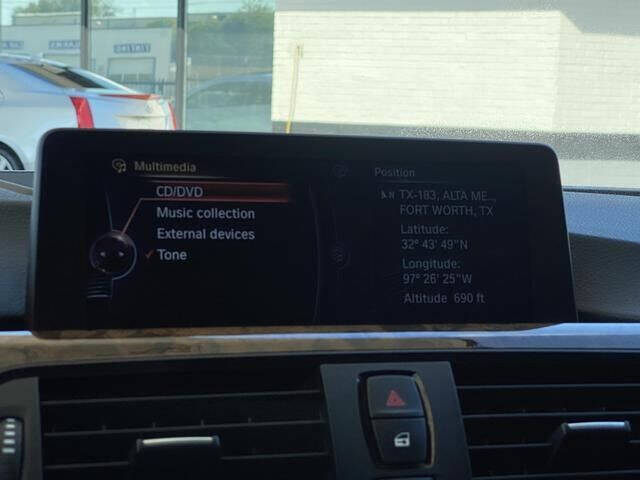 Multimedia
CD/DVD
Music collection
External devices
Tone
Position
TX-183, ALTA ME...,
FORT WORTH, TX
Latitude:
32° 43' 49"N
Longitude:
97° 26' 25"W
Altitude 690 ft